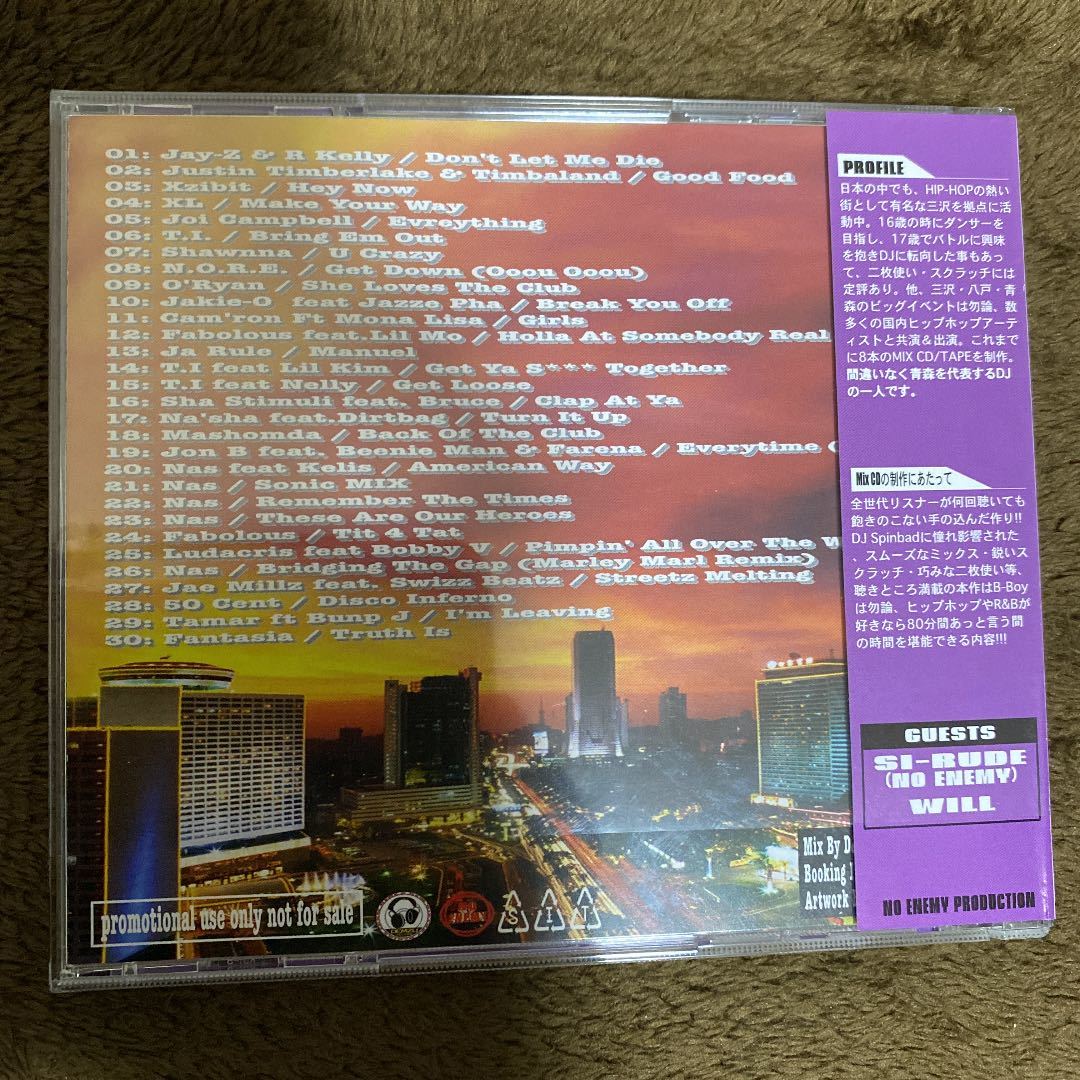 01: Jay-Z & R Kelly / Don't Let Me Die
02: Justin Timberlake & Timbaland / Good Food
03: Xzibit / Hey Now
04: XL / Make Your Way
05: Joi Campbell / Evreything
06: T.I. / Bring Em Out
07: Shawnna / U Crazy
08: N.O.R.E. / Get Down (Ooou Ooou)
09: O'Ryan / She Loves The Club
10: Jakie-O feat Jazze Pha / Break You Off
11: Cam'ron Ft Mona Lisa / Girls
12: Fabolous feat.Lil Mo / Holla At Somebody Real
13: Ja Rule / Manuel
14: T.I feat Lil Kim / Get Ya S*** Together
15: T.I feat Nelly / Get Loose
16: Sha Stimuli feat. Bruce / Clap At Ya
17: Na'sha feat.Dirtbag / Turn It Up
18: Mashomda / Back Of The Club
19: Jon B feat. Beenie Man & Farena / Everytime (
20: Nas feat Kelis / American Way
21: Nas / Sonic MIX
22: Nas / Remember The Times
23: Nas / These Are Our Heroes
24: Fabolous / Tit 4 Tat
25: Ludacris feat Bobby V / Pimpin' All Over The W
26: Nas / Bridging The Gap (Marley Marl Remix)
27: Jae Millz feat. Swizz Beatz / Streetz Melting
28: 50 Cent / Disco Inferno
29: Tamar ft Bunp J / I'm Leaving
30: Fantasia / Truth Is
promotional use only not for sale
Mix By D
Booking
Artwork
PROFILE
日本の中でも、HIP-HOPの熱い
街として有名な三沢を拠点に活
動中。16歳の時にダンサーを
目指し、17歳でバトルに興味
を抱きDJに転向した事もあっ
て、二枚使い・スクラッチには
定評あり。他、三沢・八戸・青
森のビッグイベントは勿論、数
多くの国内ヒップホップアーテ
ィストと共演＆出演。これまで
に8本のMIX CD/TAPEを制作。
間違いなく青森を代表するDJ
の一人です。
Mix CDの制作にあたって
全世代リスナーが何回聴いても
飽きのこない手の込んだ作り!!
DJ Spinbadに憧れ影響された
、スムーズなミックス・鋭いス
クラッチ・巧みな二枚使い等、
聴きところ満載の本作はB-Boy
は勿論、ヒップホップやR&Bが
好きなら80分間あっと言う間
の時間を堪能できる内容!!!
GUESTS
SI-RUDE
(NO ENEMY)
WILL
NO ENEMY PRODUCTION